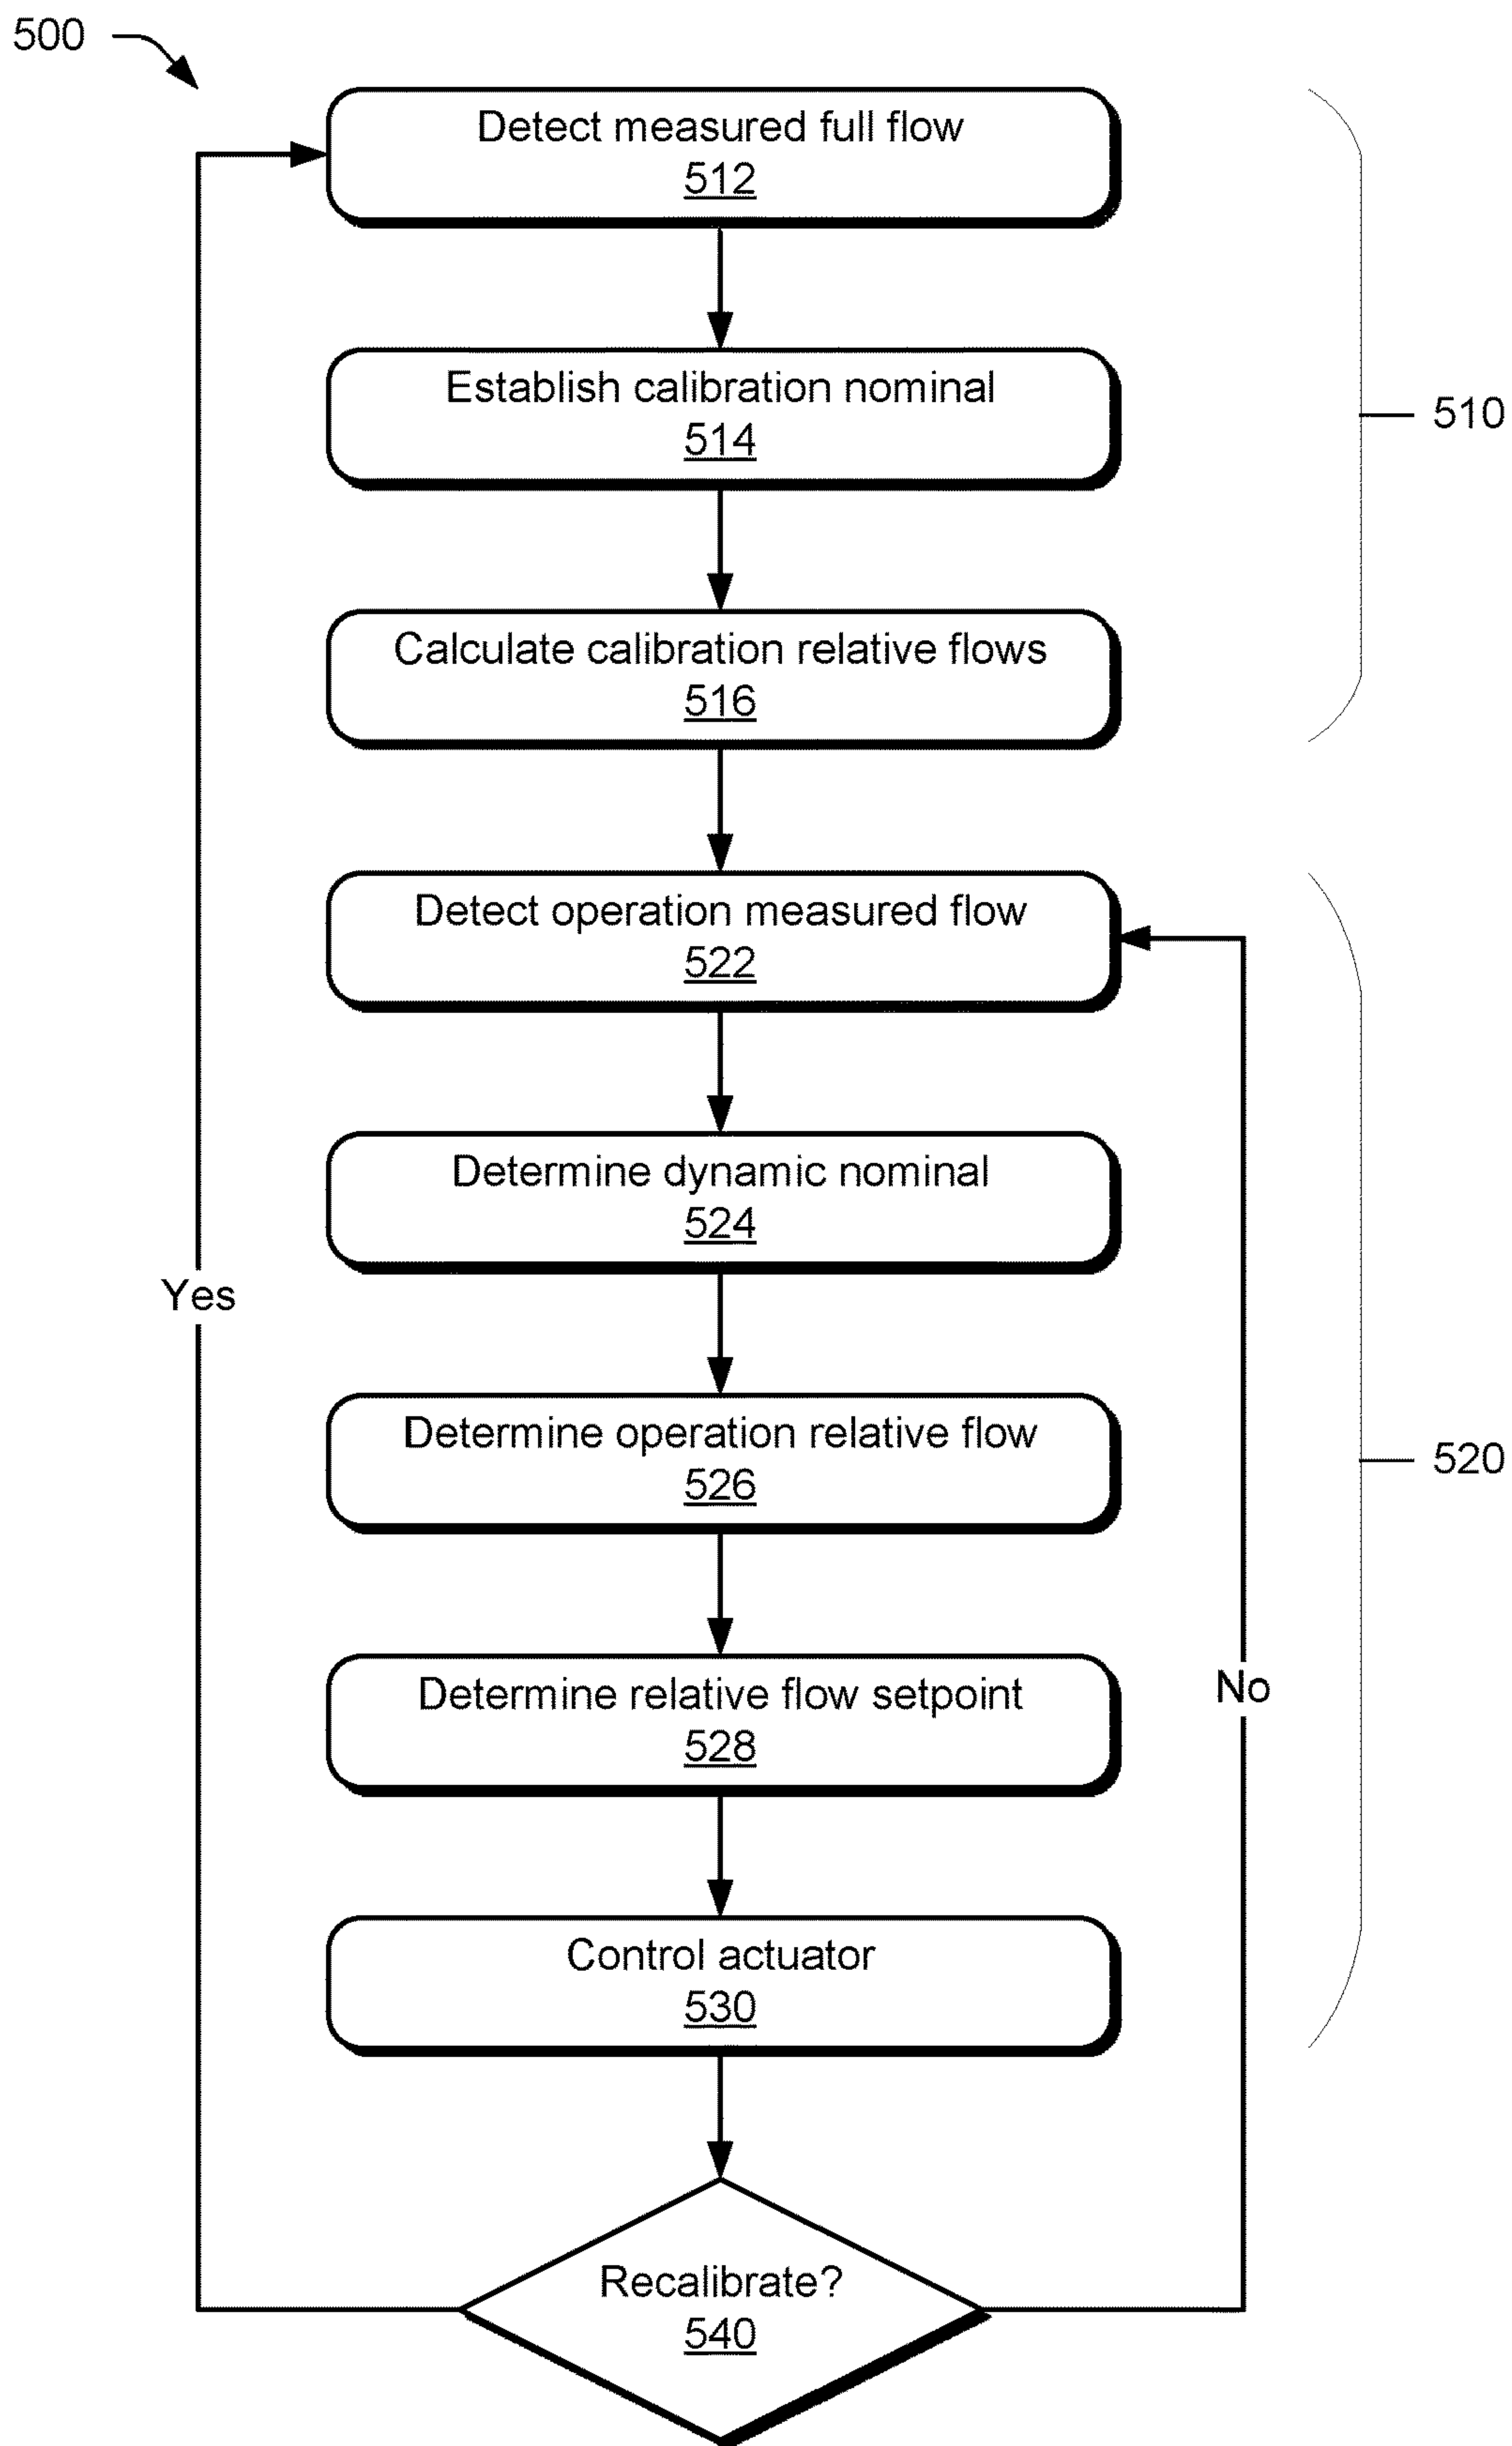 500
Detect measured full flow
512
Establish calibration nominal
514
510
Calculate calibration relative flows
516
Detect operation measured flow
522
Determine dynamic nominal
524
Yes
Determine operation relative flow
526
520
Determine relative flow setpoint
528
No
Control actuator
530
Recalibrate?
540